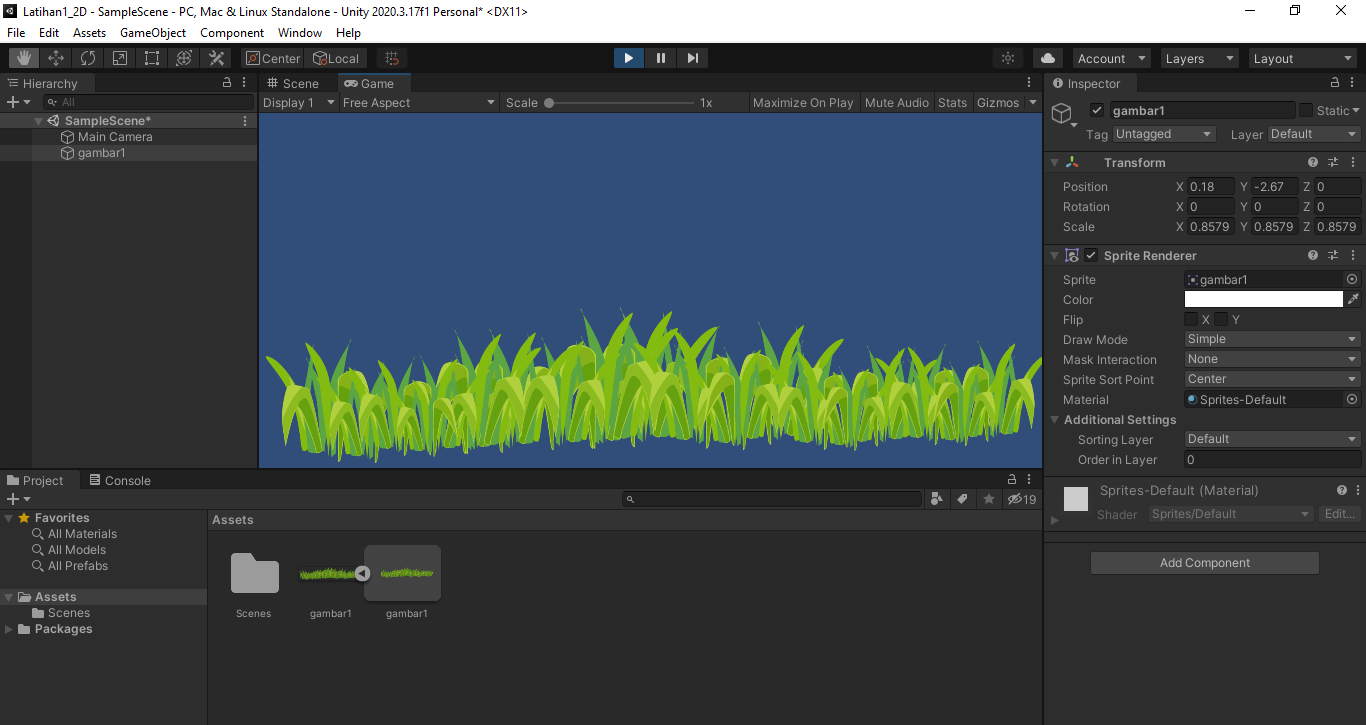 Latihan1_2D - SampleScene - PC, Mac & Linux Standalone - Unity 2020.3.17f1 Personal* <DX11>
File Edit Assets GameObject Component Window Help
Center Local Account Layers Layout
Hierarchy
All
SampleScene*
Main Camera
gambar1
Scene Game
Display 1 Free Aspect Scale 1x Maximize On Play Mute Audio Stats Gizmos
Inspector
gambar1 Static
Tag Untagged Layer Default
Transform
Position X 0.18 Y -2.67 Z 0
Rotation X 0 Y 0 Z 0
Scale X 0.8579 Y 0.8579 Z 0.8579
Sprite Renderer
Sprite gambar1
Color
Flip X Y
Draw Mode Simple
Mask Interaction None
Sprite Sort Point Center
Material Sprites-Default
Additional Settings
Sorting Layer Default
Order in Layer 0
Sprites-Default (Material)
Shader Sprites/Default Edit...
Add Component
Project Console
19
Favorites
All Materials
All Models
All Prefabs
Assets
Scenes
Packages
Assets
Scenes gambar1 gambar1